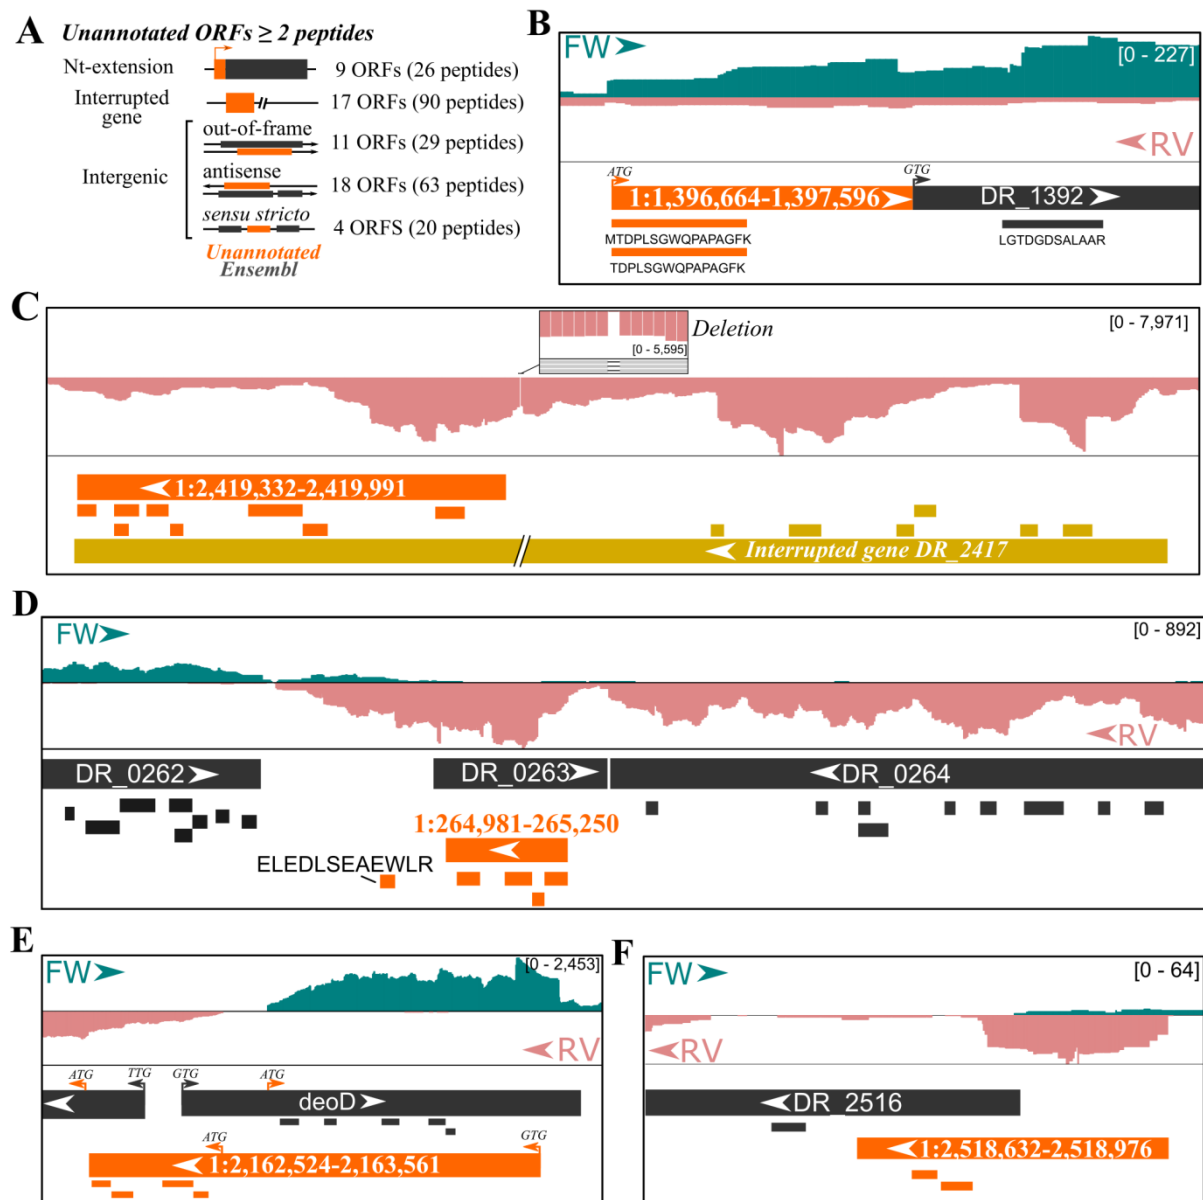 A Unannotated ORFs ≥ 2 peptides
Nt-extension 9 ORFs (26 peptides)
Interrupted gene 17 ORFs (90 peptides)
Intergenic
out-of-frame 11 ORFs (29 peptides)
antisense 18 ORFs (63 peptides)
sensu stricto 4 ORFS (20 peptides)
Unannotated
Ensembl
B
FW
[0 - 227]
RV
ATG
GTG
1:1,396,664-1,397,596
DR_1392
MTDPLSGWQPAPAGFK
TDPLSGWQPAPAGFK
LGTDGDSALAAR
C
Deletion
[0 - 5,595]
[0 - 7,971]
1:2,419,332-2,419,991
Interrupted gene DR_2417
D
FW
[0 - 892]
RV
DR_0262
DR_0263
DR_0264
1:264,981-265,250
ELEDLSEAEWLR
E
FW
[0 - 2,453]
RV
ATG
TTG
GTG
ATG
deoD
ATG
GTG
1:2,162,524-2,163,561
F
FW
[0 - 64]
RV
DR_2516
1:2,518,632-2,518,976